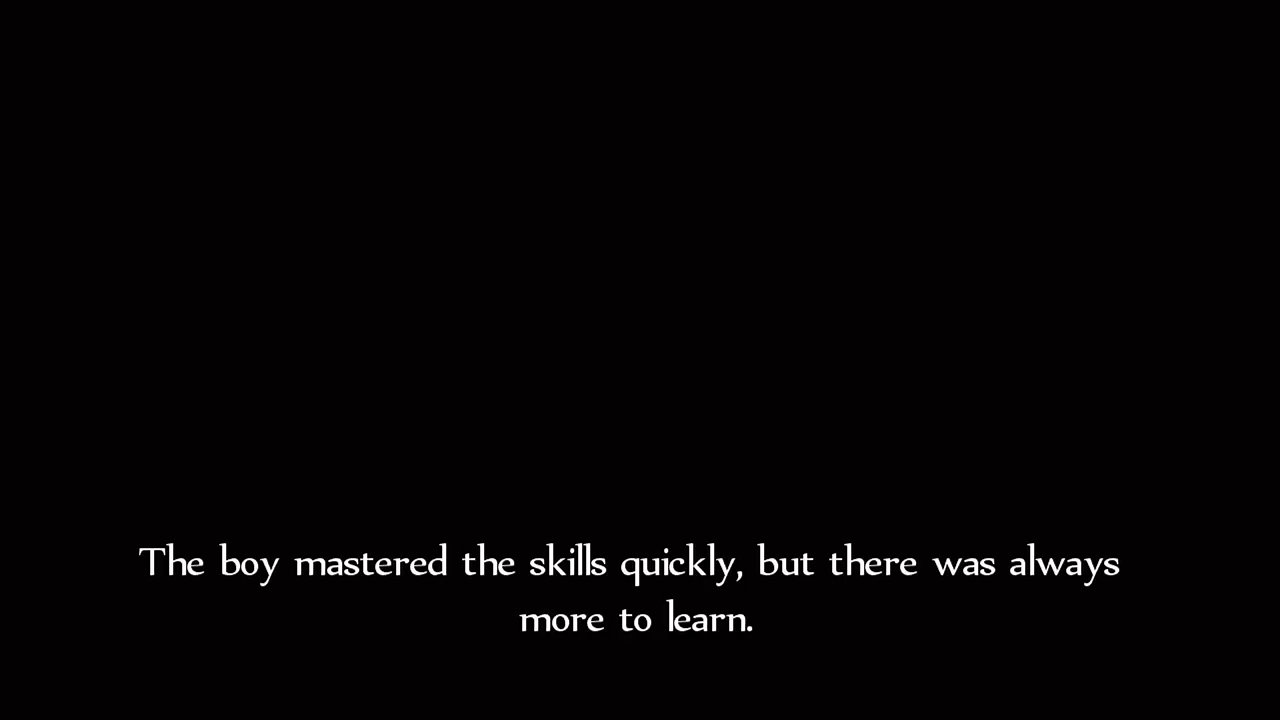 The boy mastered the skills quickly, but there was always
more to learn.